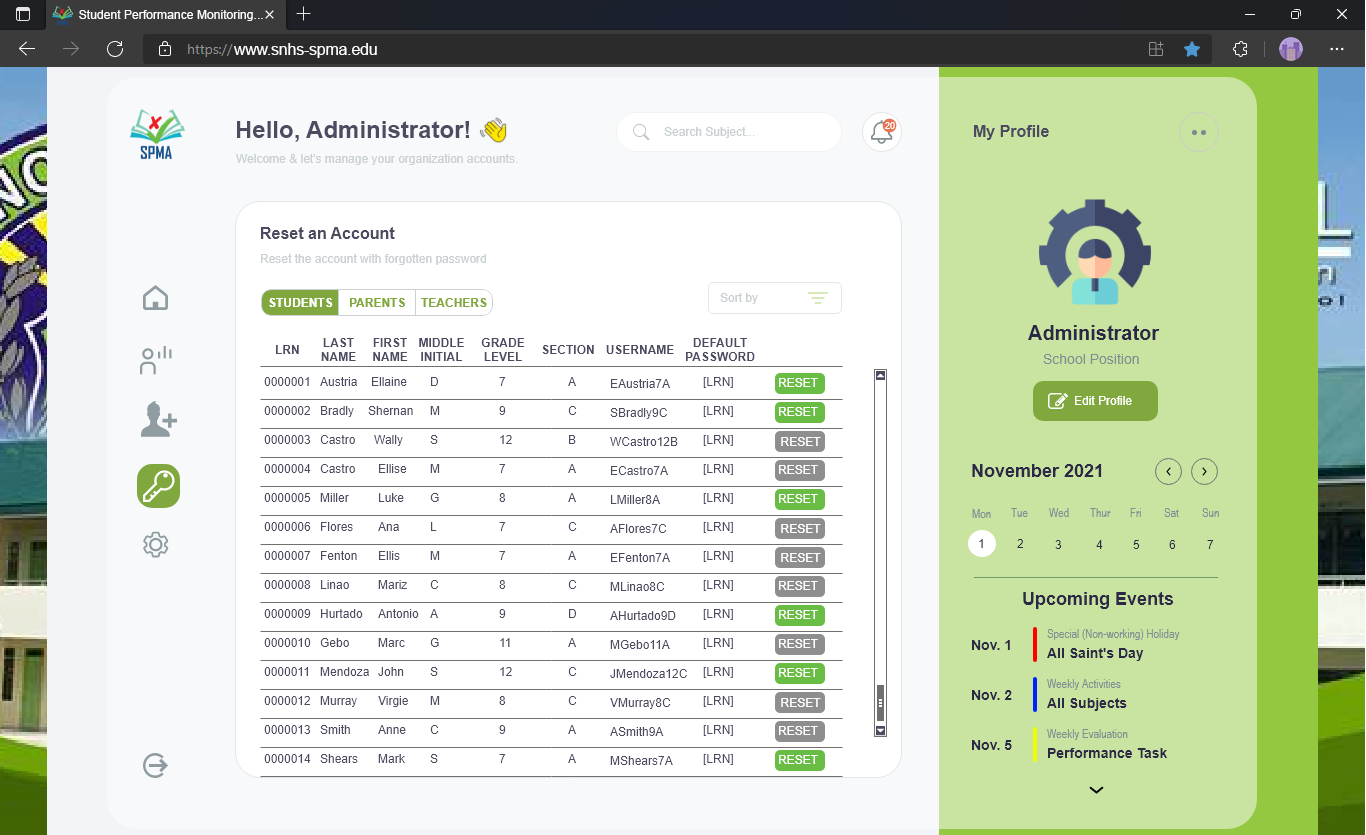 Student Performance Monitoring...
https://www.snhs-spma.edu
SPMA
Hello, Administrator!
Welcome & let's manage your organization accounts.
Search Subject...
20
My Profile
Reset an Account
Reset the account with forgotten password
STUDENTS PARENTS TEACHERS
Sort by
LRN LAST NAME FIRST NAME MIDDLE INITIAL GRADE LEVEL SECTION USERNAME DEFAULT PASSWORD
0000001 Austria Ellaine D 7 A EAustria7A [LRN] RESET
0000002 Bradly Shernan M 9 C SBradly9C [LRN] RESET
0000003 Castro Wally S 12 B WCastro12B [LRN] RESET
0000004 Castro Ellise M 7 A ECastro7A [LRN] RESET
0000005 Miller Luke G 8 A LMiller8A [LRN] RESET
0000006 Flores Ana L 7 C AFlores7C [LRN] RESET
0000007 Fenton Ellis M 7 A EFenton7A [LRN] RESET
0000008 Linao Mariz C 8 C MLinao8C [LRN] RESET
0000009 Hurtado Antonio A 9 D AHurtado9D [LRN] RESET
0000010 Gebo Marc G 11 A MGebo11A [LRN] RESET
0000011 Mendoza John S 12 C JMendoza12C [LRN] RESET
0000012 Murray Virgie M 8 C VMurray8C [LRN] RESET
0000013 Smith Anne C 9 A ASmith9A [LRN] RESET
0000014 Shears Mark S 7 A MShears7A [LRN] RESET
Administrator
School Position
Edit Profile
November 2021
Mon Tue Wed Thur Fri Sat Sun
1 2 3 4 5 6 7
Upcoming Events
Nov. 1
Special (Non-working) Holiday
All Saint's Day
Nov. 2
Weekly Activities
All Subjects
Nov. 5
Weekly Evaluation
Performance Task